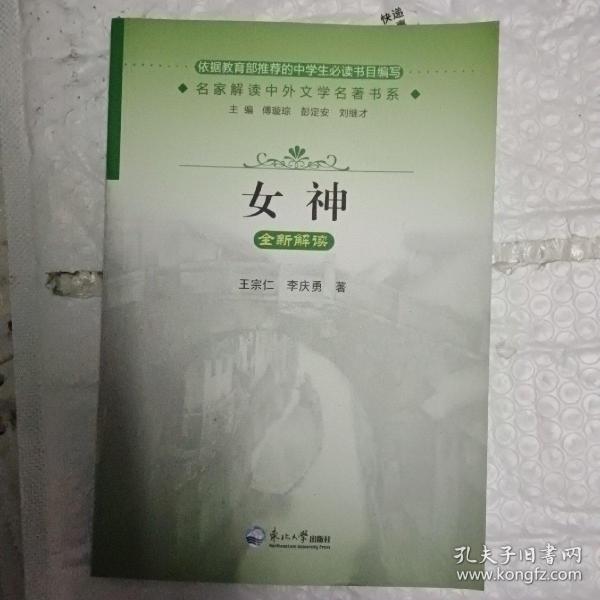 快递
依据教育部推荐的中学生必读书目编写
名家解读中外文学名著书系
主编 傅璇琮 彭定安 刘继才
女神
全新解读
王宗仁 李庆勇 著
东北大学出版社
Northeastern University Press
孔夫子旧书网
www.kongfz.com